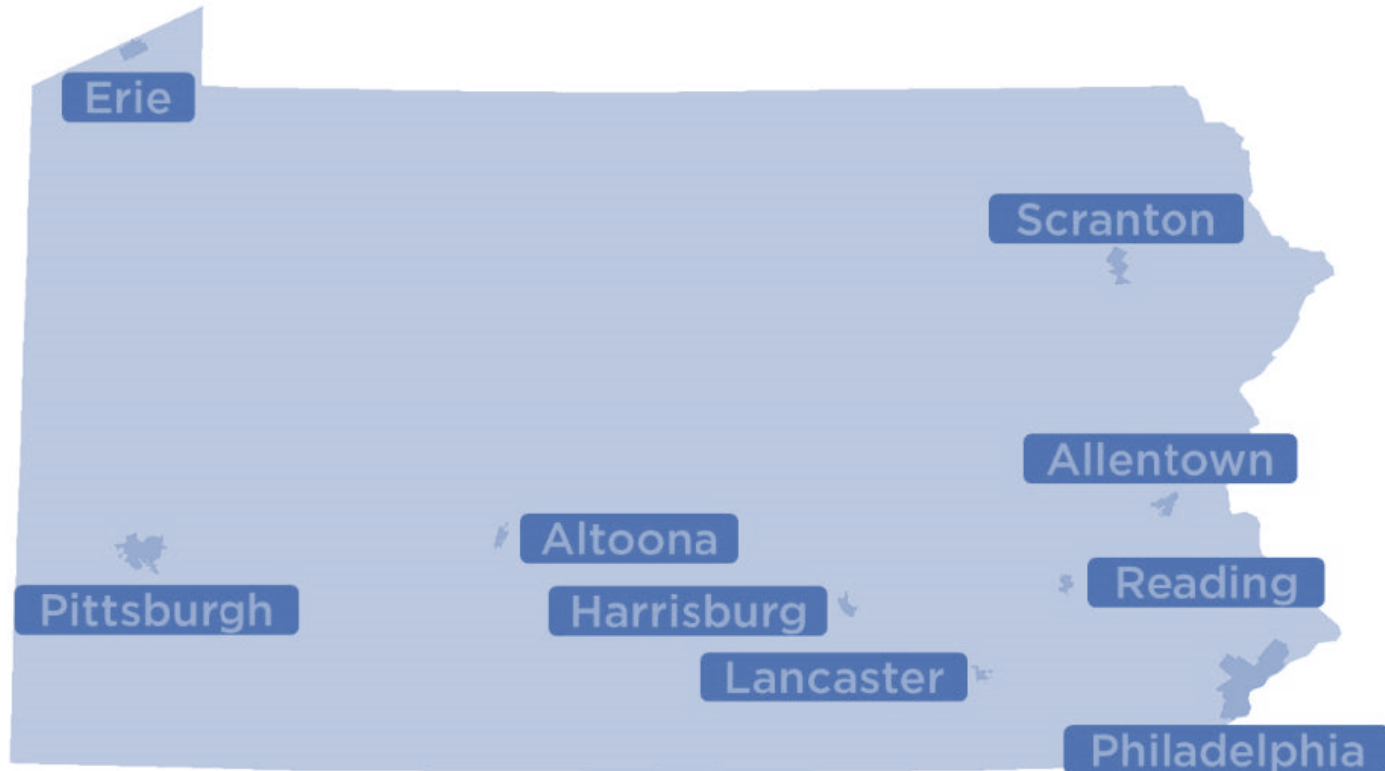 Erie
Scranton
Allentown
Altoona
Reading
Pittsburgh
Harrisburg
Lancaster
Philadelphia